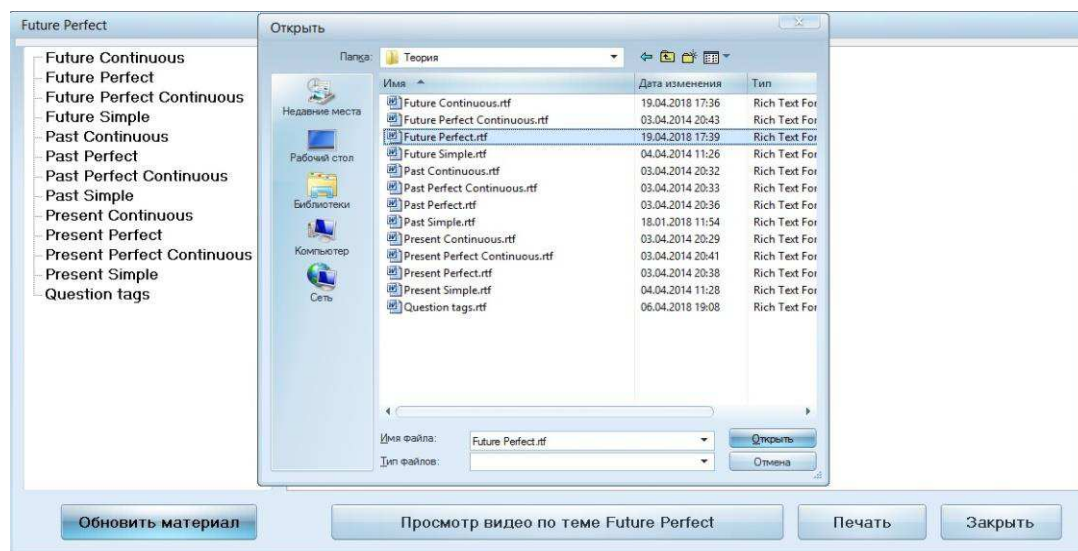 Future Perfect
Future Continuous
Future Perfect
Future Perfect Continuous
Future Simple
Past Continuous
Past Perfect
Past Perfect Continuous
Past Simple
Present Continuous
Present Perfect
Present Perfect Continuous
Present Simple
Question tags
Открыть
Папка: Теория
Недавние места
Рабочий стол
Библиотеки
Компьютер
Сеть
Имя Дата изменения Тип
Future Continuous.rtf 19.04.2018 17:36 Rich Text For
Future Perfect Continuous.rtf 03.04.2014 20:43 Rich Text For
Future Perfect.rtf 19.04.2018 17:39 Rich Text For
Future Simple.rtf 04.04.2014 11:26 Rich Text For
Past Continuous.rtf 03.04.2014 20:32 Rich Text For
Past Perfect Continuous.rtf 03.04.2014 20:33 Rich Text For
Past Perfect.rtf 03.04.2014 20:36 Rich Text For
Past Simple.rtf 18.01.2018 11:54 Rich Text For
Present Continuous.rtf 03.04.2014 20:29 Rich Text For
Present Perfect Continuous.rtf 03.04.2014 20:41 Rich Text For
Present Perfect.rtf 03.04.2014 20:38 Rich Text For
Present Simple.rtf 04.04.2014 11:28 Rich Text For
Question tags.rtf 06.04.2018 19:08 Rich Text For
Имя файла: Future Perfect.rtf Открыть
Тип файлов: Отмена
Обновить материал Просмотр видео по теме Future Perfect Печать Закрыть